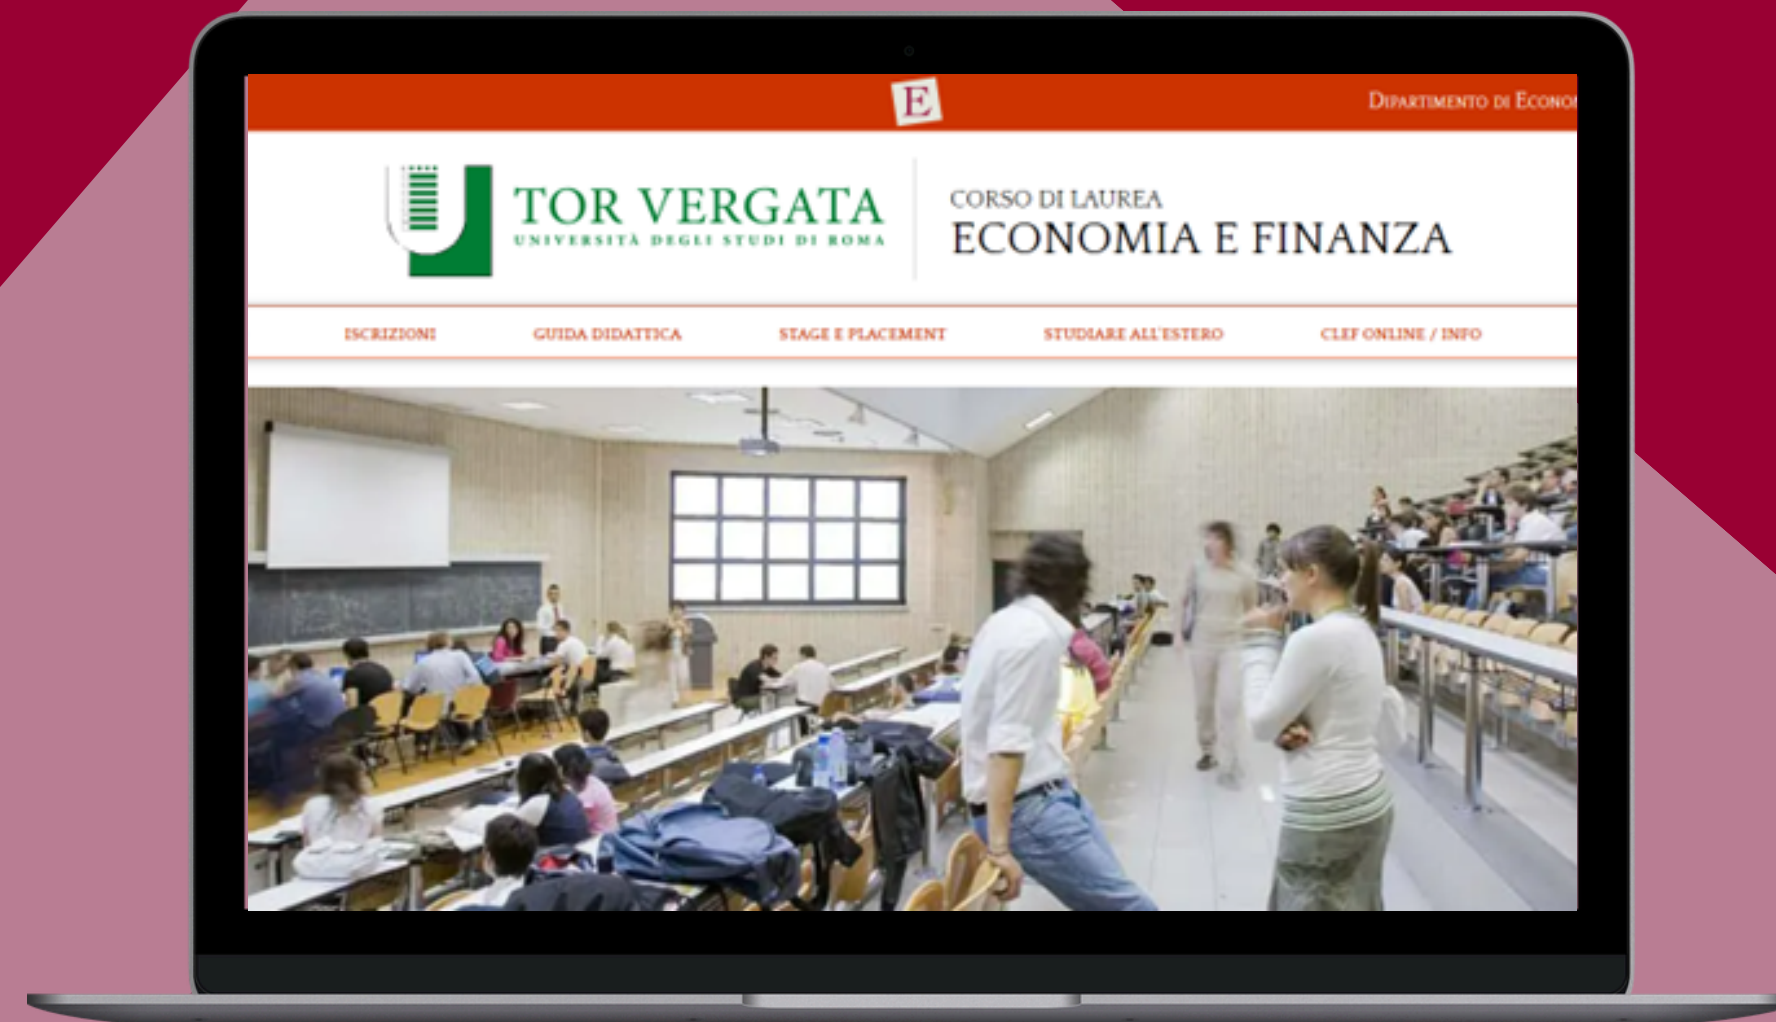 E
DIPARTIMENTO DI ECONO
TOR VERGATA
UNIVERSITÀ DEGLI STUDI DI ROMA
CORSO DI LAUREA
ECONOMIA E FINANZA
ISCRIZIONI
GUIDA DIDATTICA
STAGE E PLACEMENT
STUDIARE ALL'ESTERO
CLEF ONLINE / INFO